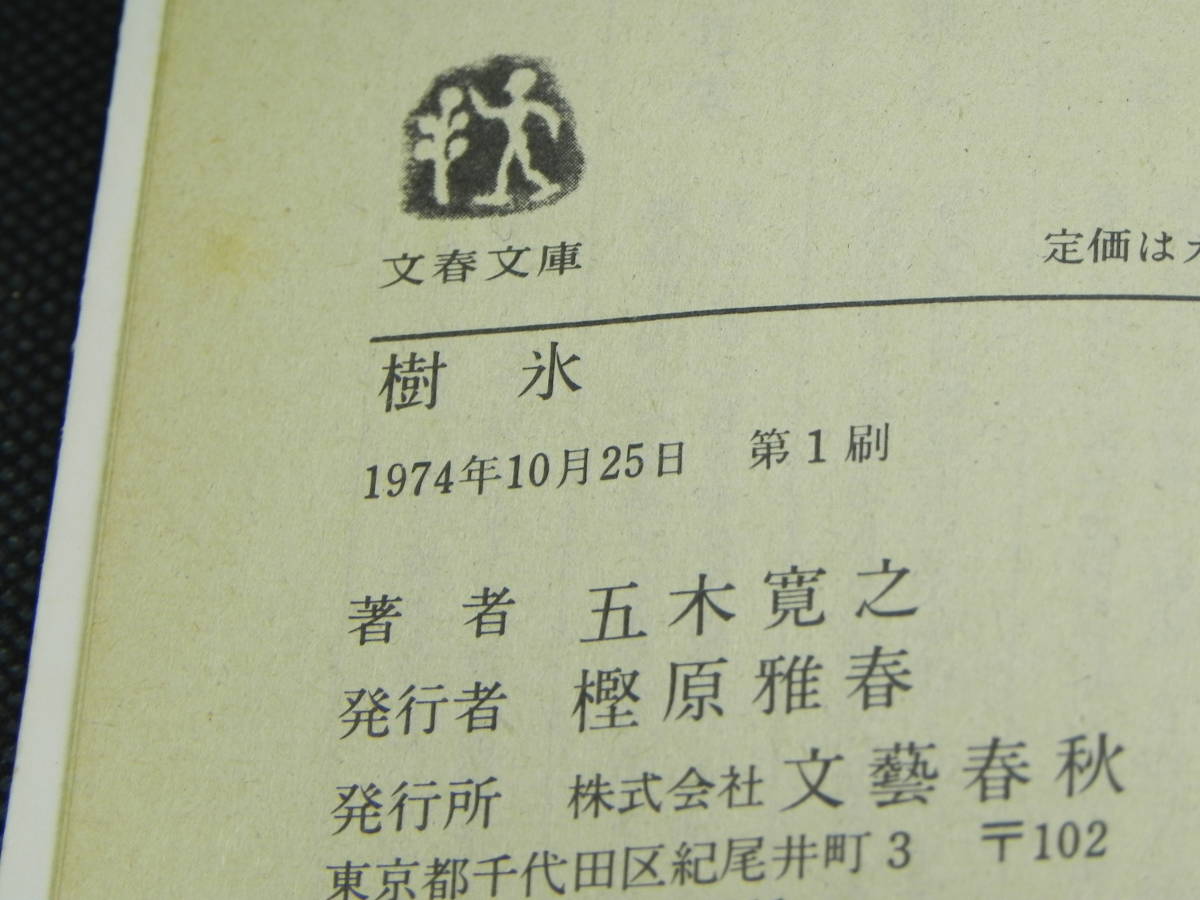 文春文庫
定価は
樹 氷
1974年10月25日 第1刷
著 者 五木寛之
発行者 樫原雅春
発行所 株式会社 文藝春秋
東京都千代田区紀尾井町3 〒102